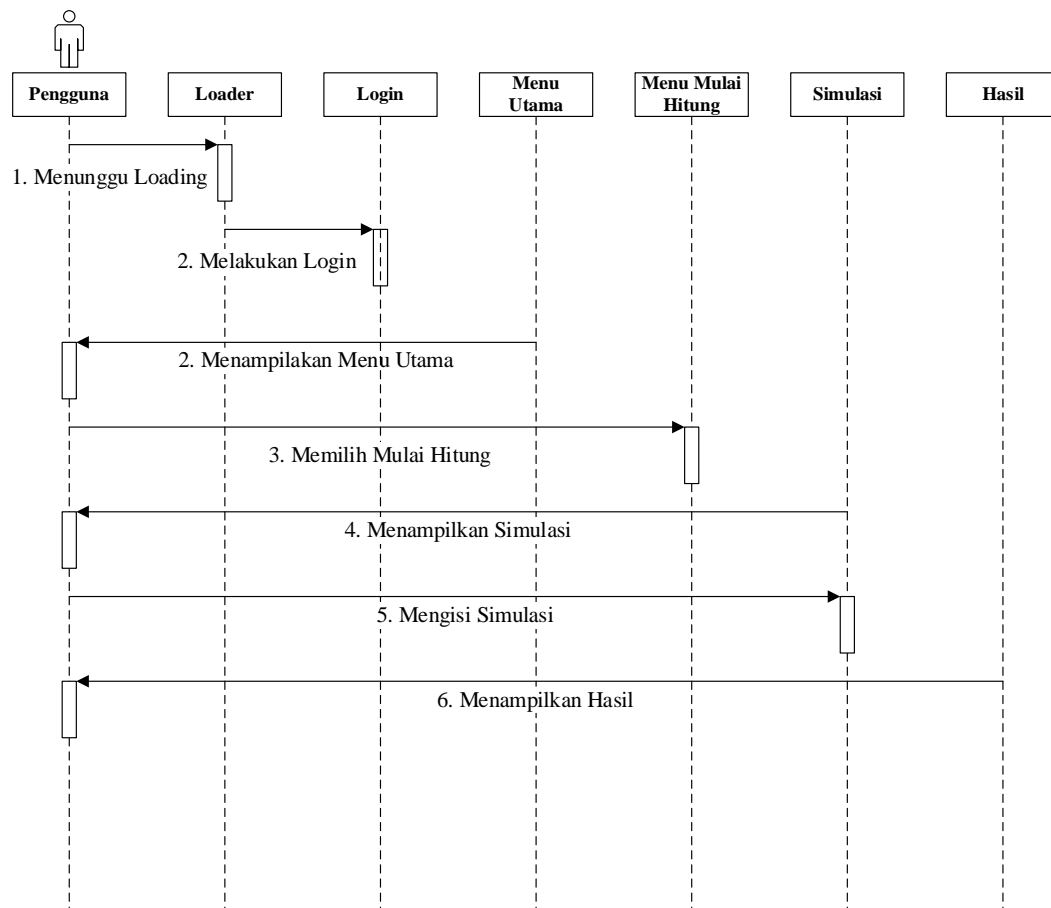 Pengguna
Loader
Login
Menu
Utama
Menu Mulai
Hitung
Simulasi
Hasil
1. Menunggu Loading
2. Melakukan Login
2. Menampilakan Menu Utama
3. Memilih Mulai Hitung
4. Menampilkan Simulasi
5. Mengisi Simulasi
6. Menampilkan Hasil